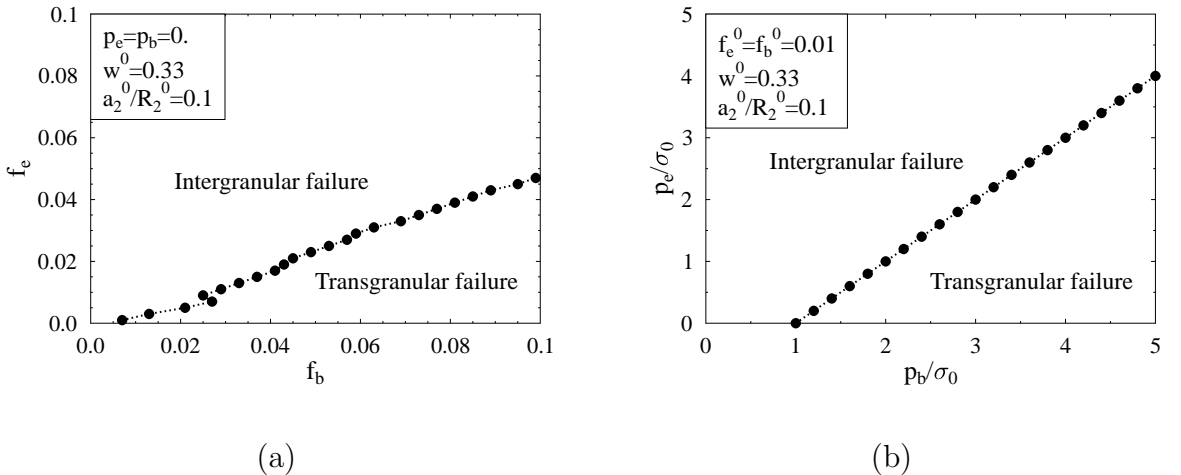 0.1
0.08
0.06
0.04
0.02
0.0
f_e
p_e=p_b=0.
w^0=0.33
a_2^0/R_2^0=0.1
Intergranular failure
Transgranular failure
0.0 0.02 0.04 0.06 0.08 0.1
f_b
(a)
5
4
3
2
1
0
p_e/σ_0
f_e^0=f_b^0=0.01
w^0=0.33
a_2^0/R_2^0=0.1
Intergranular failure
Transgranular failure
0 1 2 3 4 5
p_b/σ_0
(b)